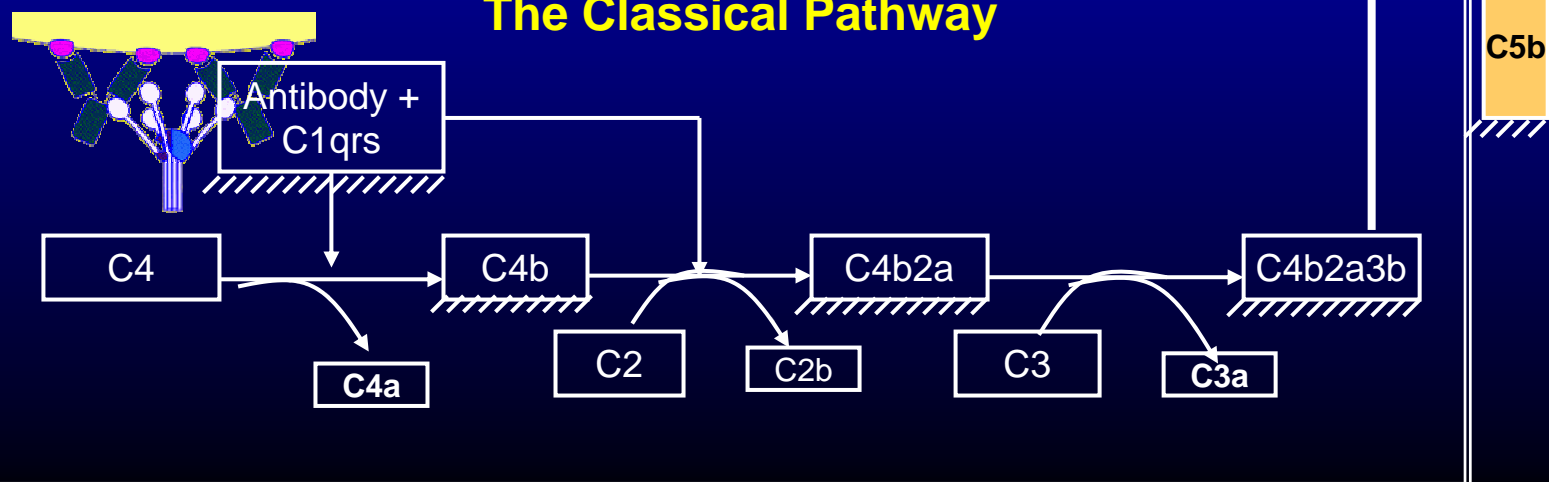 The Classical Pathway
C5b
Antibody +
C1qrs
C4
C4b
C4b2a
C4b2a3b
C4a
C2
C2b
C3
C3a